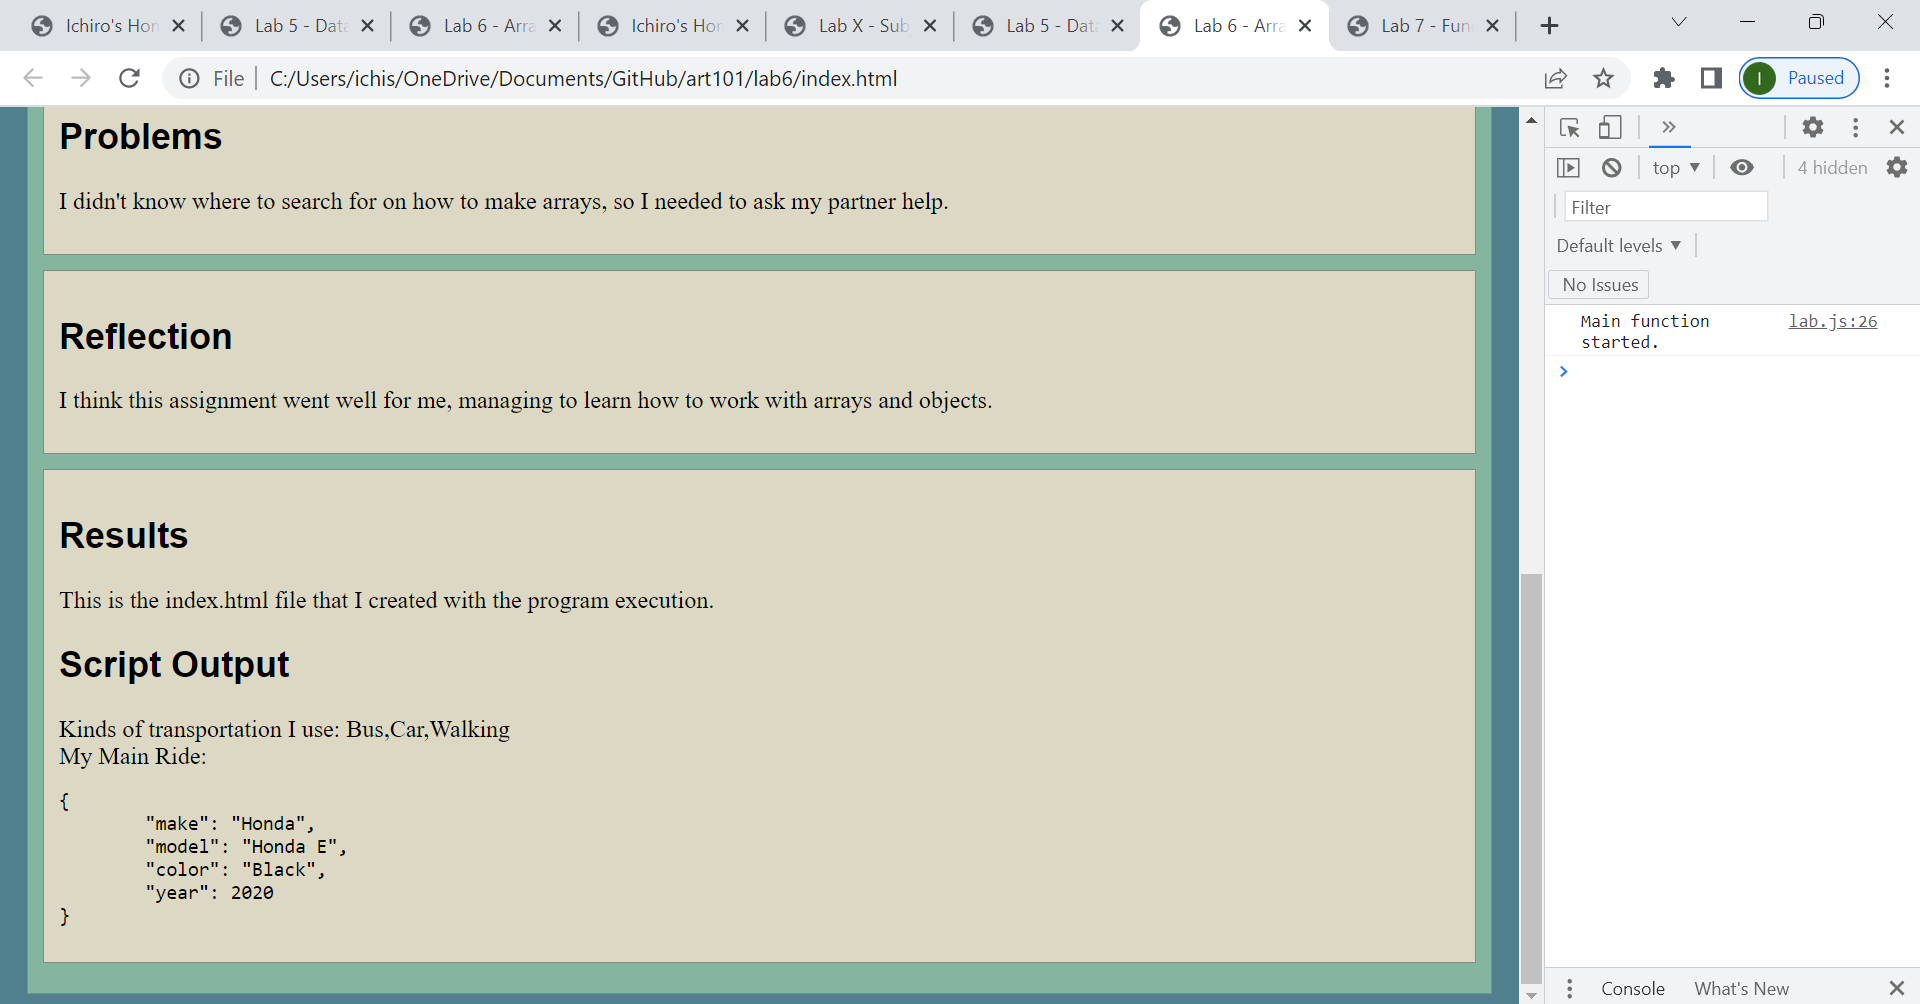 Ichiro's Hon
Lab 5 - Data
Lab 6 - Arra
Ichiro's Hon
Lab X - Sub
Lab 5 - Data
Lab 6 - Arra
Lab 7 - Fun
File
C:/Users/ichis/OneDrive/Documents/GitHub/art101/lab6/index.html
I
Paused
Problems
I didn't know where to search for on how to make arrays, so I needed to ask my partner help.
Reflection
I think this assignment went well for me, managing to learn how to work with arrays and objects.
Results
This is the index.html file that I created with the program execution.
Script Output
Kinds of transportation I use: Bus,Car,Walking
My Main Ride:
{
"make": "Honda",
"model": "Honda E",
"color": "Black",
"year": 2020
}
top
4 hidden
Filter
Default levels
No Issues
Main function
started.
lab.js:26
Console
What's New